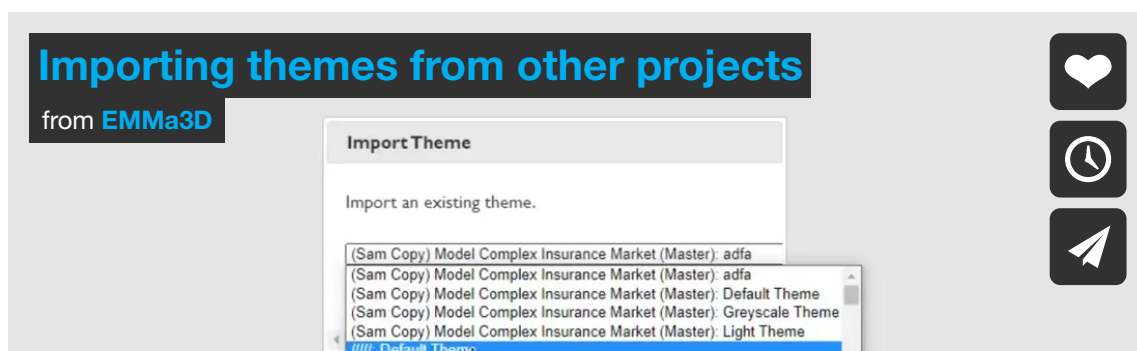 Importing themes from other projects
from EMMa3D
Import Theme
Import an existing theme.
(Sam Copy) Model Complex Insurance Market (Master): adfa
(Sam Copy) Model Complex Insurance Market (Master): adfa
(Sam Copy) Model Complex Insurance Market (Master): Default Theme
(Sam Copy) Model Complex Insurance Market (Master): Greyscale Theme
(Sam Copy) Model Complex Insurance Market (Master): Light Theme
Default Theme